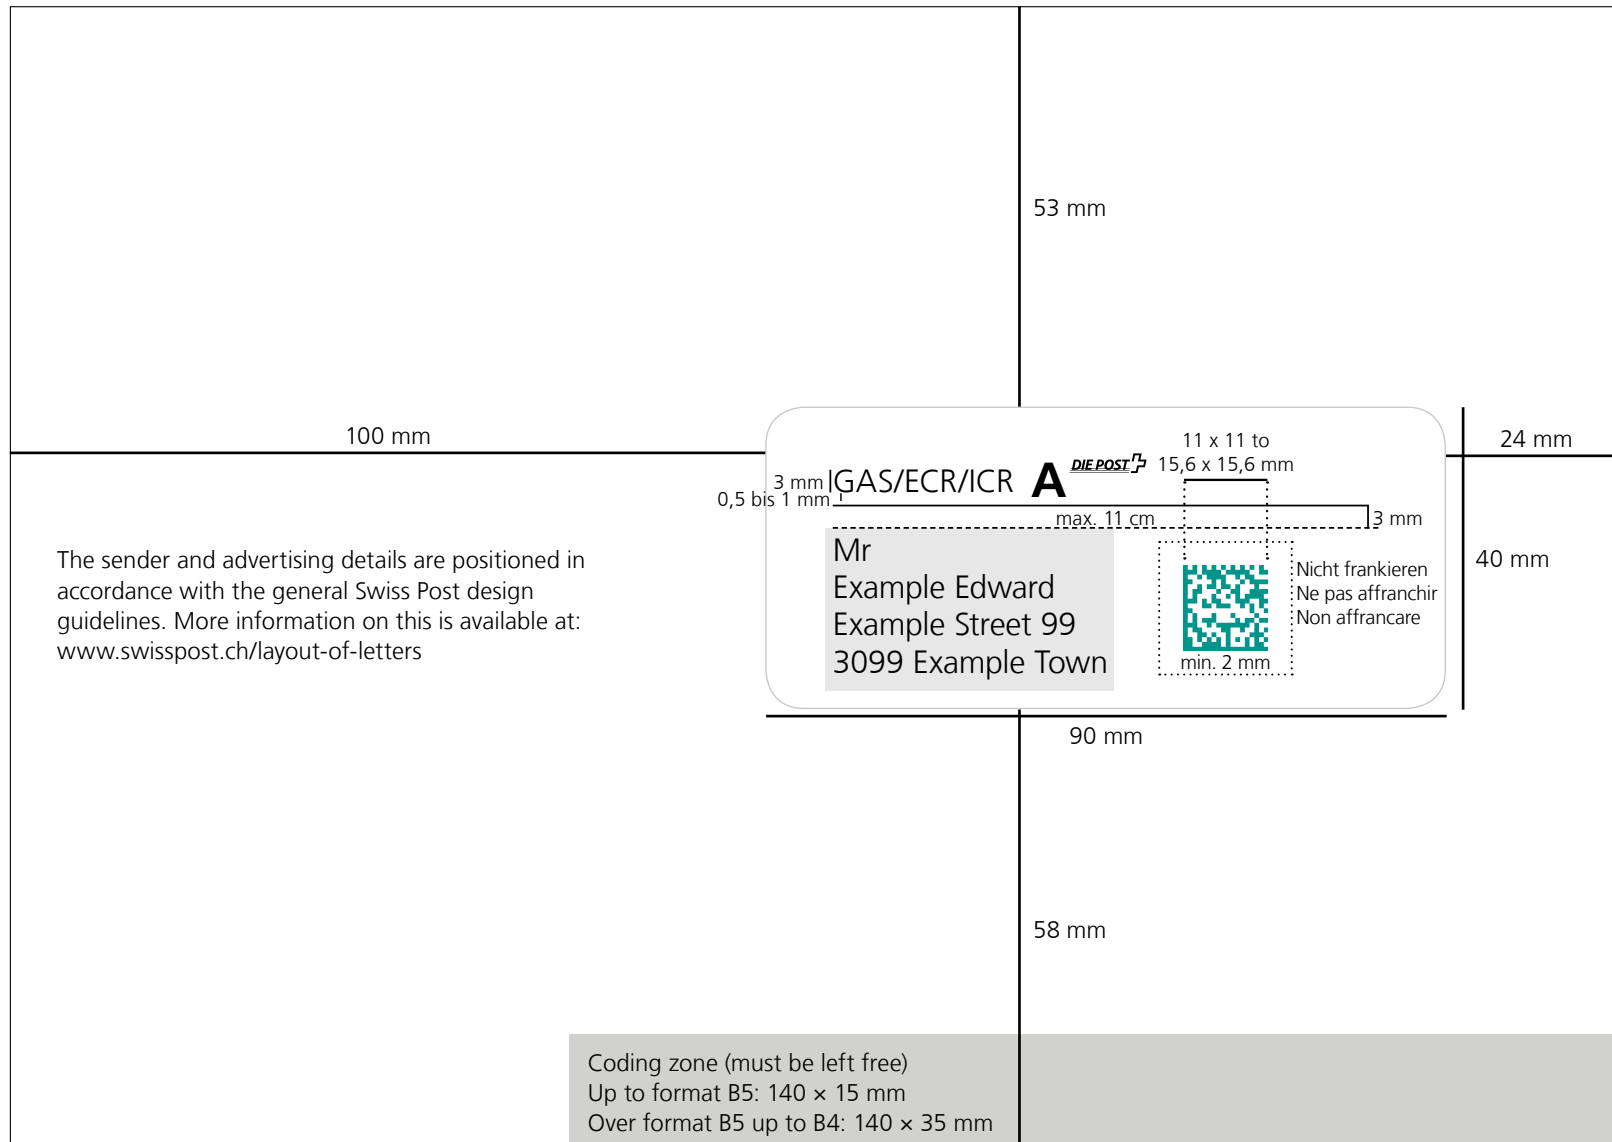 53 mm
100 mm
24 mm
11 x 11 to
15,6 x 15,6 mm
3 mm
GAS/ECR/ICR A DIE POST
0,5 bis 1 mm
max. 11 cm
3 mm
The sender and advertising details are positioned in
accordance with the general Swiss Post design
guidelines. More information on this is available at:
www.swisspost.ch/layout-of-letters
Mr
Example Edward
Example Street 99
3099 Example Town
min. 2 mm
Nicht frankieren
Ne pas affranchir
Non affrancare
40 mm
90 mm
58 mm
Coding zone (must be left free)
Up to format B5: 140 × 15 mm
Over format B5 up to B4: 140 × 35 mm